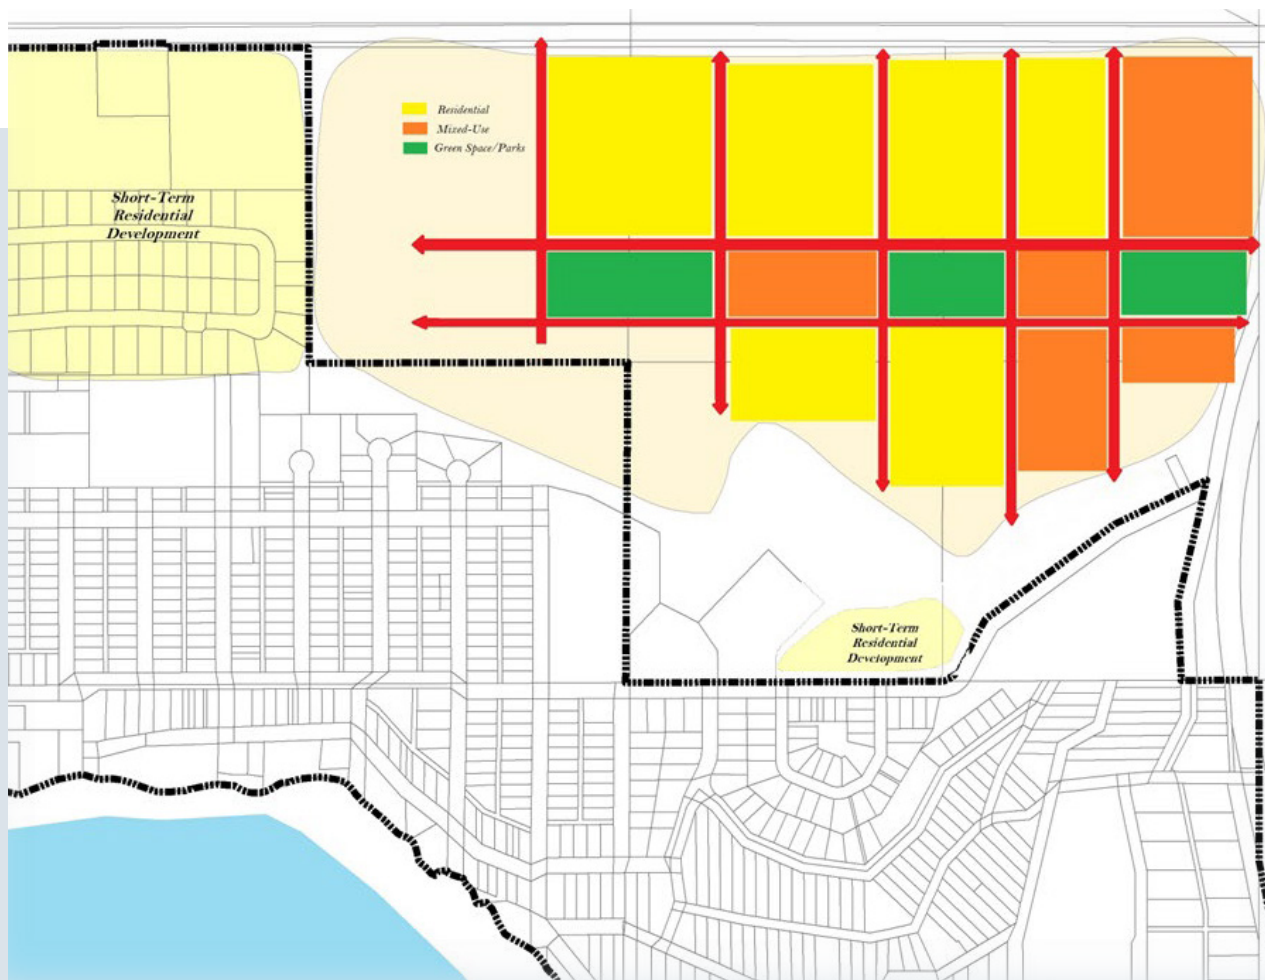 Residential
Mixed-Use
Green Space/Parks
Short-Term
Residential
Development
Short-Term
Residential
Development